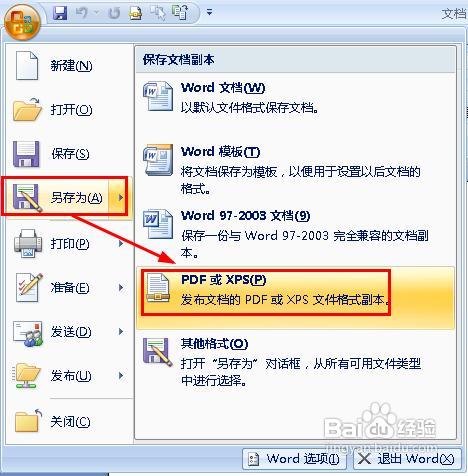 文档
新建(N)
打开(O)
保存(S)
另存为(A)
打印(P)
准备(E)
发送(D)
发布(U)
关闭(C)
保存文档副本
Word 文档(W)
以默认文件格式保存文档。
Word 模板(T)
将文档保存为模板，以便用于设置以后文档的
格式。
Word 97-2003 文档(9)
保存一份与 Word 97-2003 完全兼容的文档副
本。
PDF 或 XPS(P)
发布文档的 PDF 或 XPS 文件格式副本。
其他格式(O)
打开“另存为”对话框，从所有可用文件类型
中进行选择。
Baidu 经验
jingyan.baidu.com
Word 选项(I)
退出 Word(X)